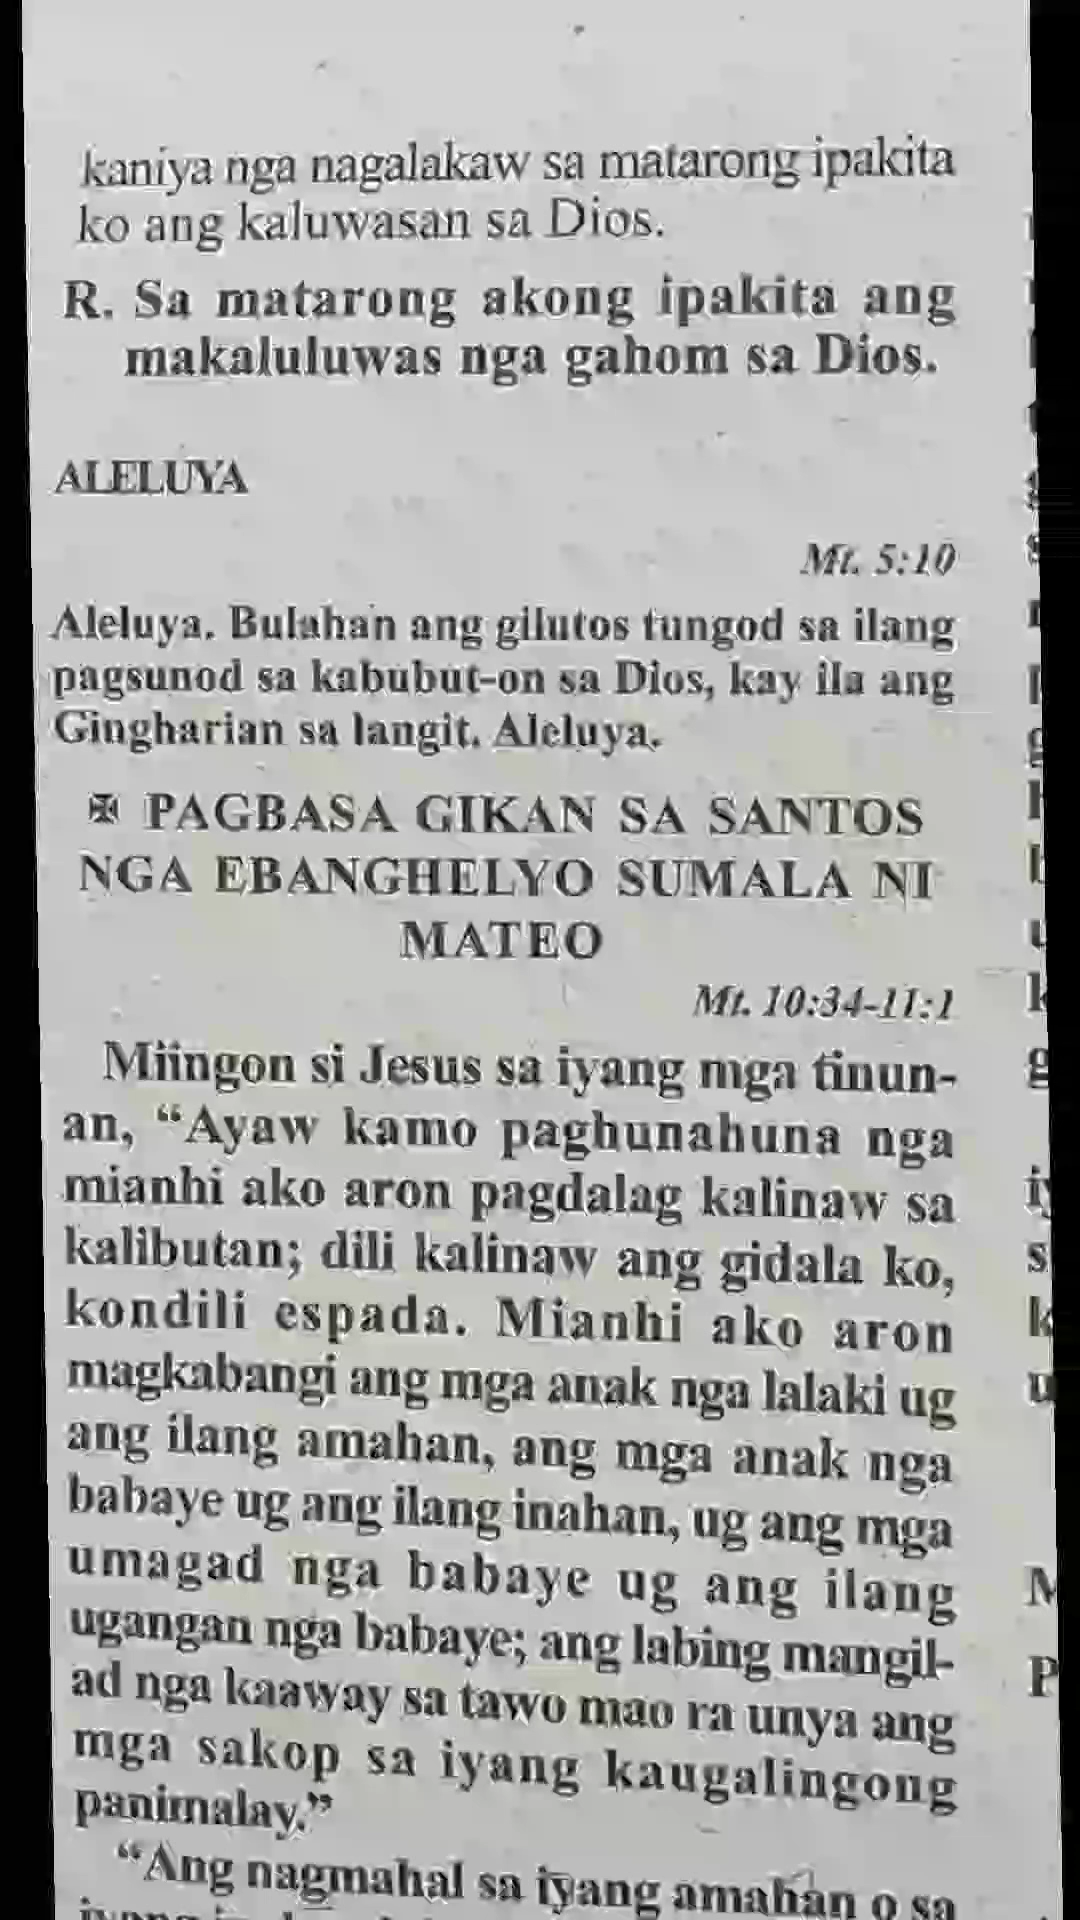 kaniya nga nagalakaw sa matarong ipakita
ko ang kaluwasan sa Dios.
R. Sa matarong akong ipakita ang
makaluluwas nga gahom sa Dios.
ALELUYA
Mt. 5:10
Aleluya. Bulahan ang gilutos tungod sa ilang
pagsunod sa kabubut-on sa Dios, kay ila ang
Gingharian sa langit. Aleluya.
✠ PAGBASA GIKAN SA SANTOS
NGA EBANGHELYO SUMALA NI
MATEO
Mt. 10:34-11:1
Miingon si Jesus sa iyang mga tinun-
an, “Ayaw kamo paghunahuna nga
mianhi ako aron pagdalag kalinaw sa
kalibutan; dili kalinaw ang gidala ko,
kondili espada. Mianhi ako aron
magkabangi ang mga anak nga lalaki ug
ang ilang amahan, ang mga anak nga
babaye ug ang ilang inahan, ug ang mga
umagad nga babaye ug ang ilang
ugangan nga babaye; ang labing mangil-
ad nga kaaway sa tawo mao ra unya ang
mga sakop sa iyang kaugalingong
panimalay.”
“Ang nagmahal sa iyang amahan o sa